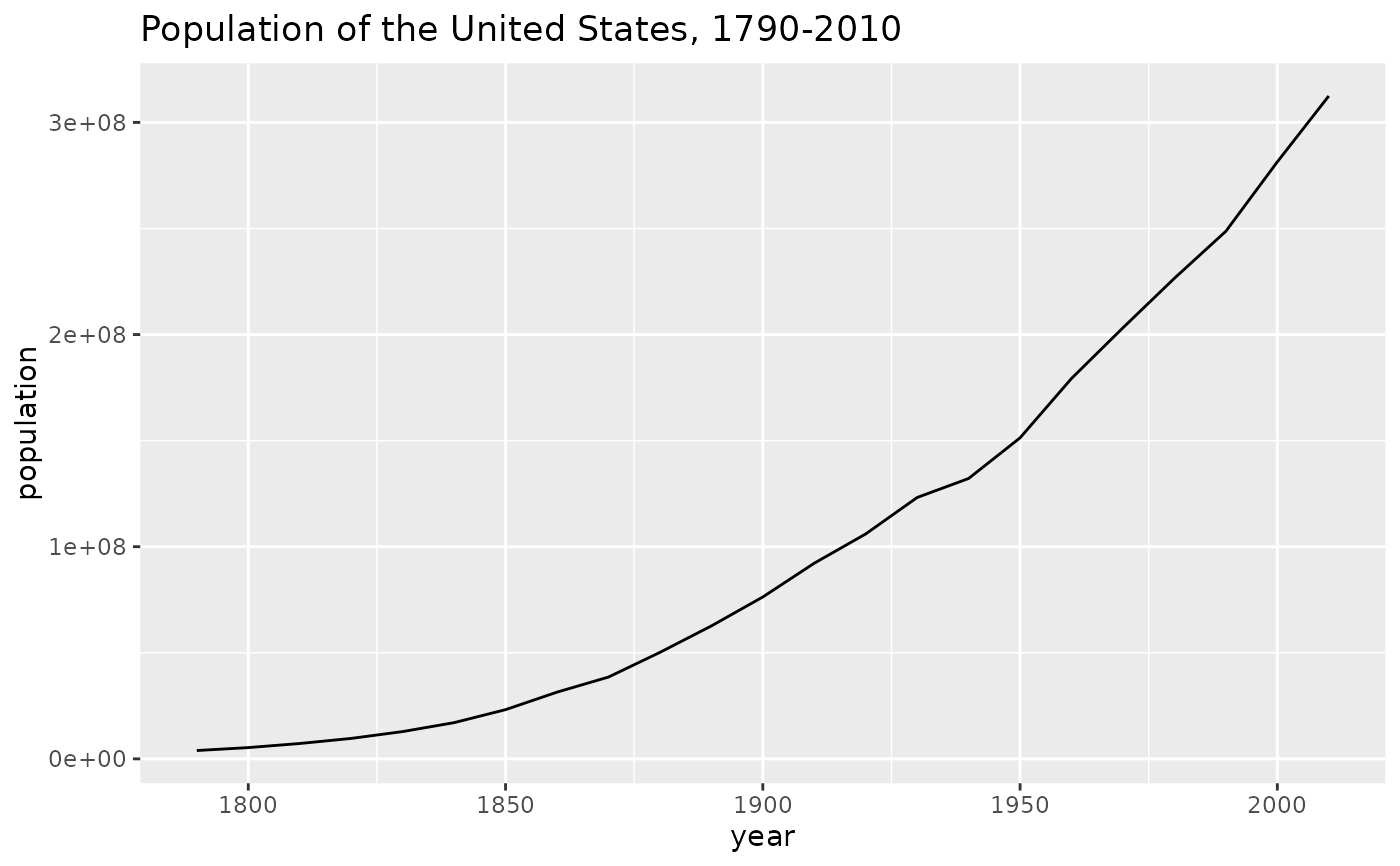 Population of the United States, 1790-2010
3e+08
2e+08
1e+08
0e+00
population
1800 1850 1900 1950 2000
year